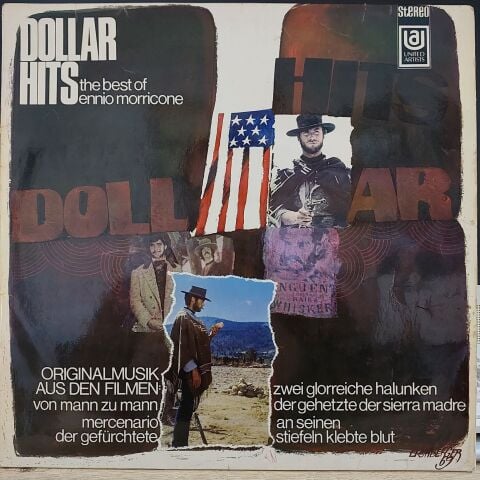 DOLLAR
HITS
the best of
ennio morricone
Stereo
UA
UNITED
ARTISTS
HITS
DOLL AR
ORIGINALMUSIK
AUS DEN FILMEN:
von mann zu mann
mercenario
der gefürchtete
zwei glorreiche halunken
der gehetzte der sierra madre
an seinen
stiefeln klebte blut